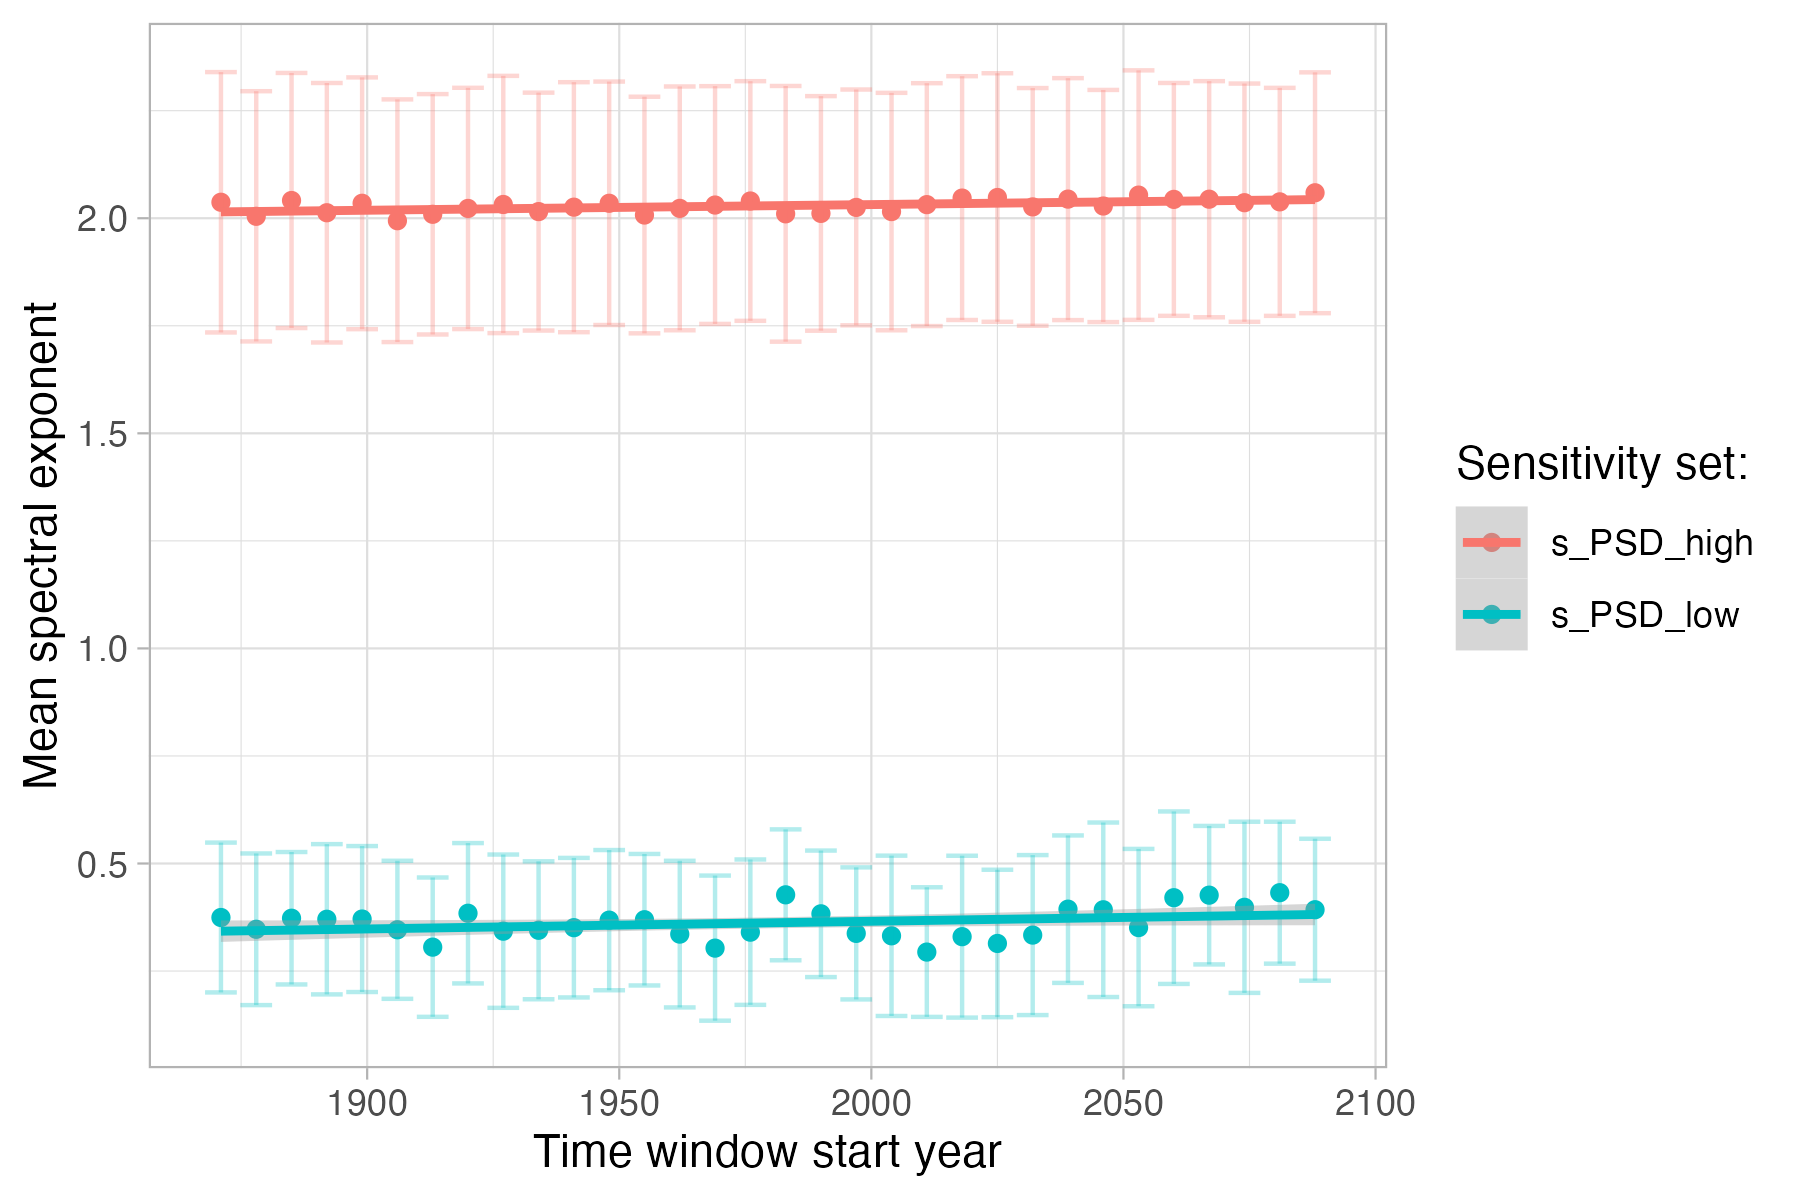 2.0
1.5
1.0
0.5
Mean spectral exponent
1900 1950 2000 2050 2100
Time window start year
Sensitivity set:
s_PSD_high
s_PSD_low